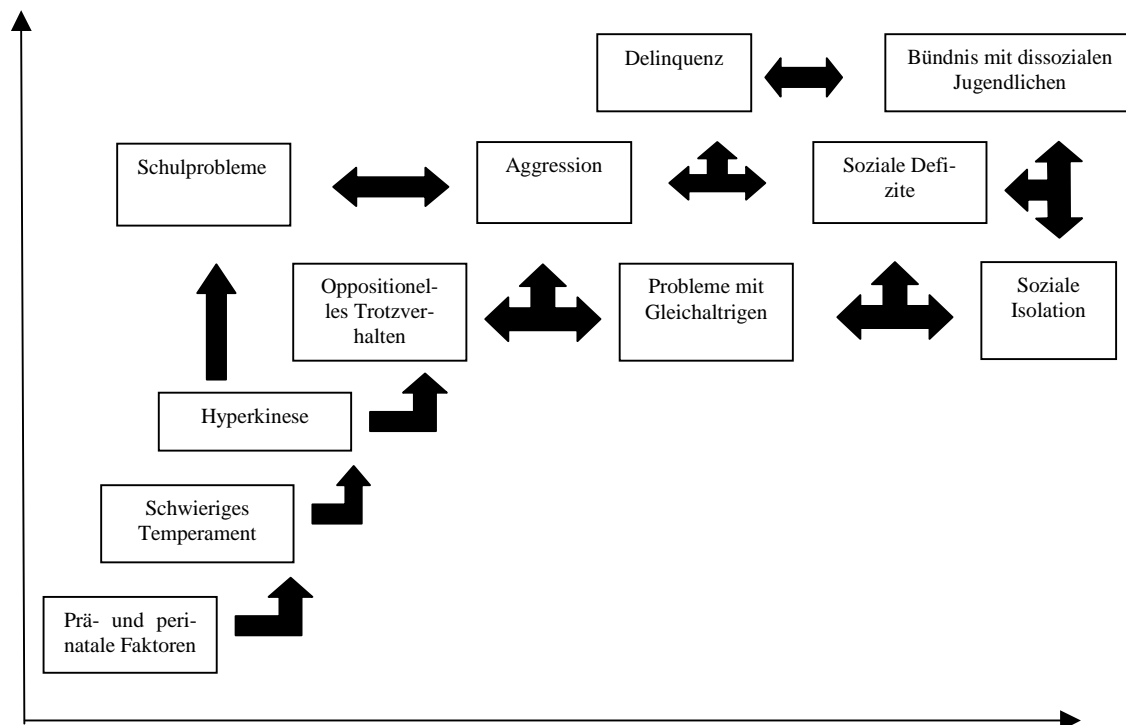 Delinquenz
Bündnis mit dissozialen
Jugendlichen
Schulprobleme
Aggression
Soziale Defi-
zite
Oppositionel-
les Trotzver-
halten
Probleme mit
Gleichaltrigen
Soziale
Isolation
Hyperkinese
Schwieriges
Temperament
Prä- und peri-
natale Faktoren